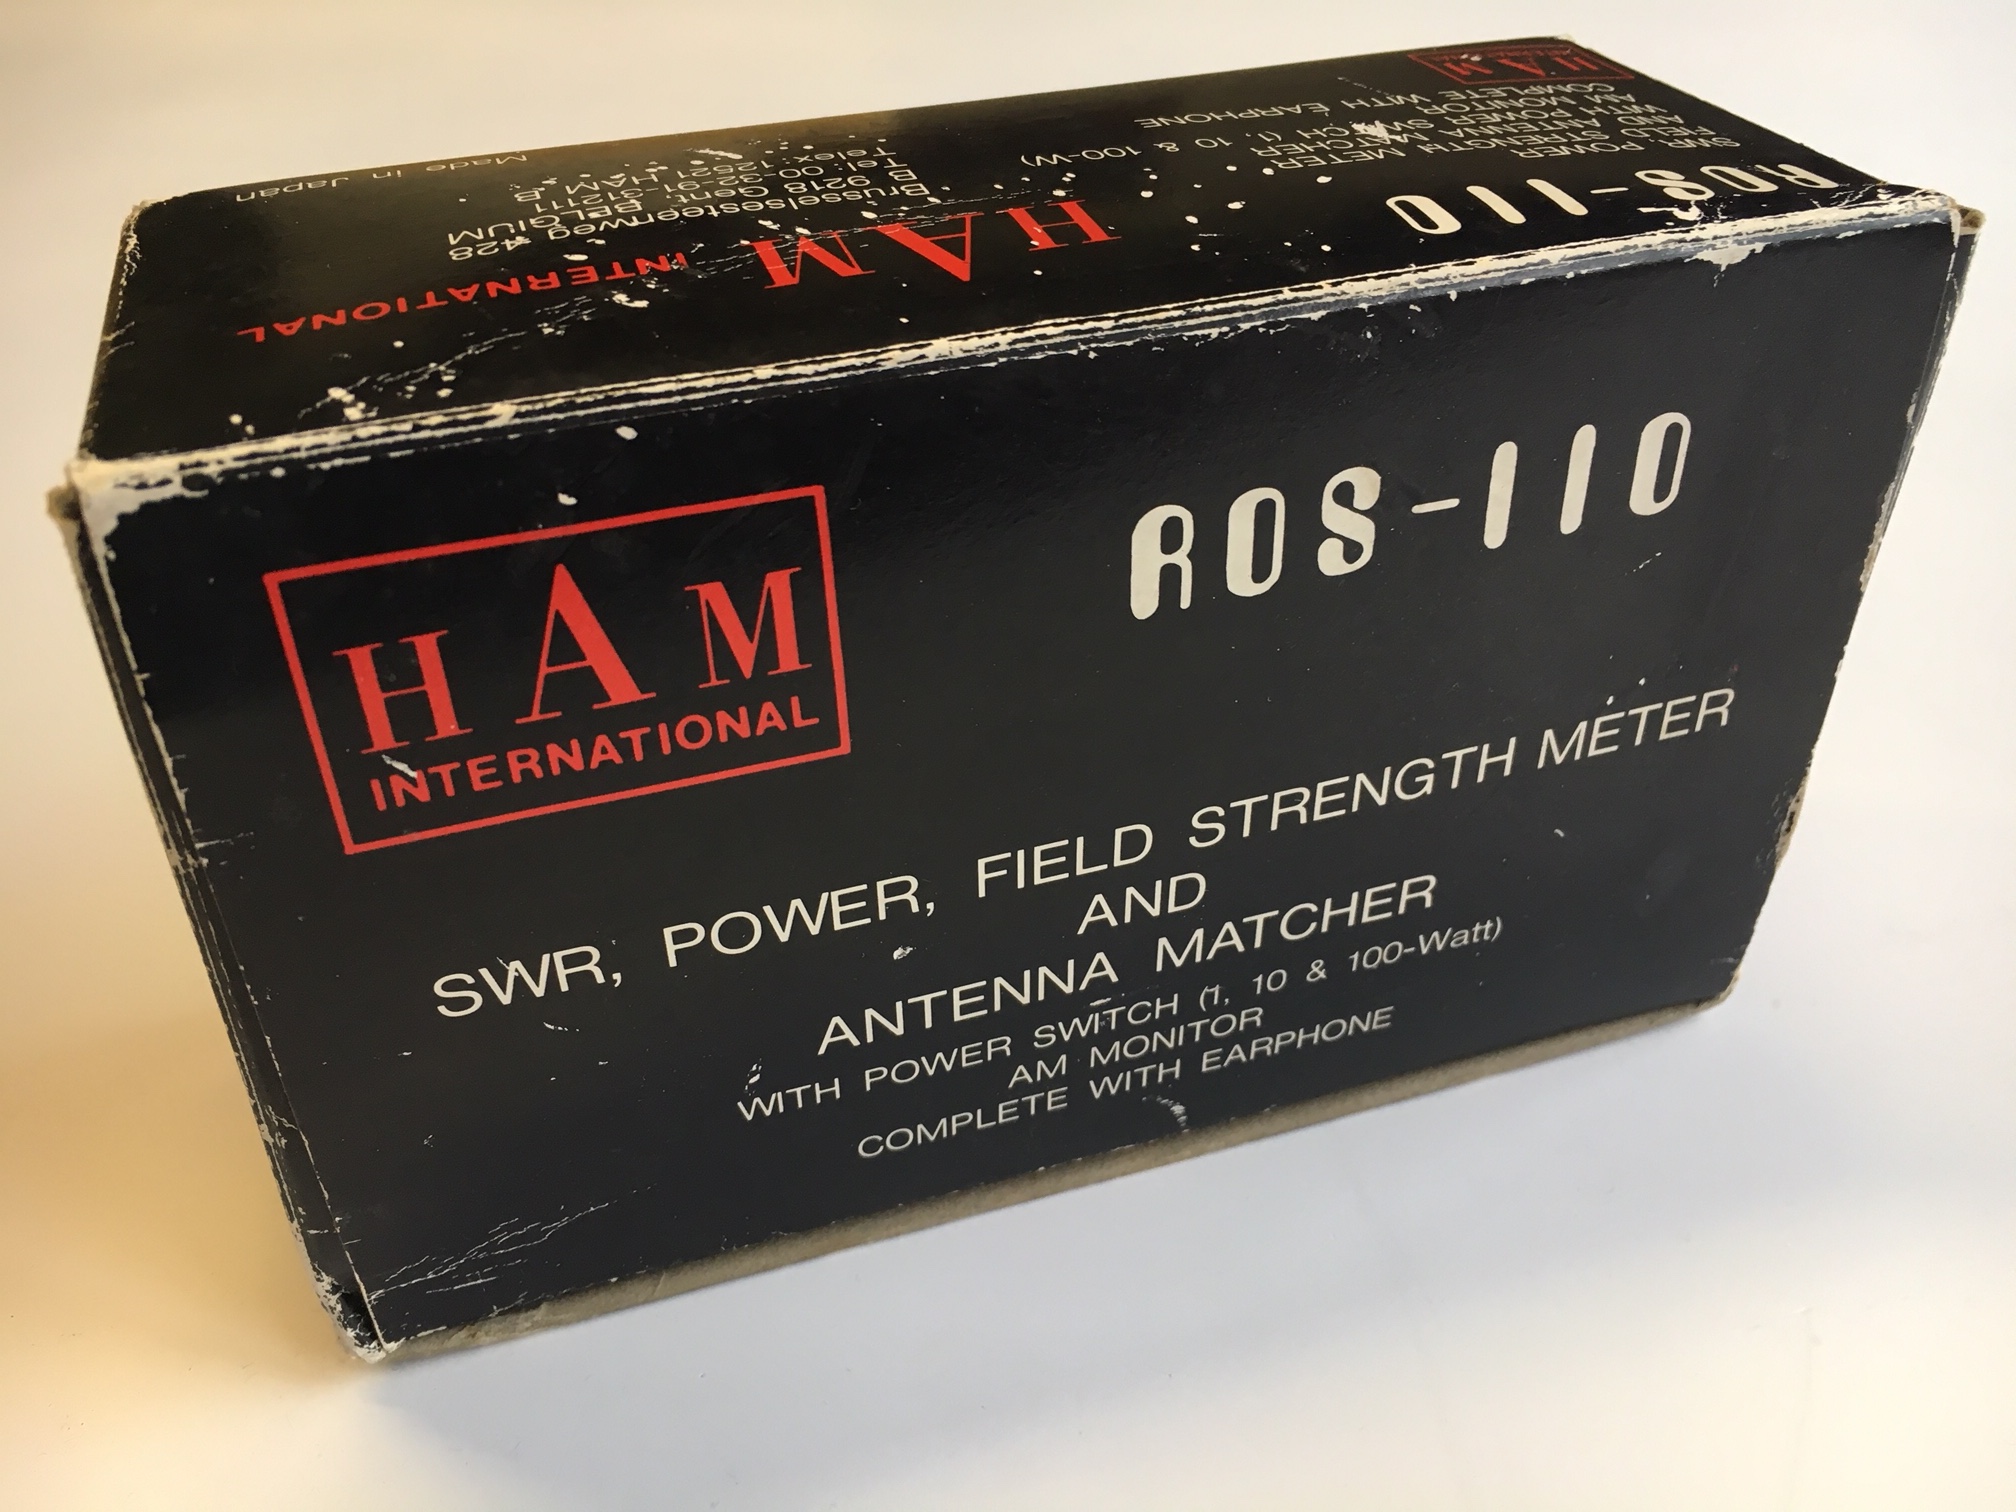 HAM
INTERNATIONAL
ROS-110
SWR, POWER, FIELD STRENGTH METER
AND
ANTENNA MATCHER
WITH POWER SWITCH (1, 10 & 100-Watt)
AM MONITOR
COMPLETE WITH EARPHONE
ROS-110
SWR, POWER
FIELD STRENGTH METER
AND ANTENNA MATCHER
WITH POWER SWITCH (1, 10 & 100-W)
AM MONITOR
COMPLETE WITH EARPHONE
HAM
HAM INTERNATIONAL
Brusselsesteenweg 428
B 9218 Gent, BELGIUM
Tel: 00-32-91-312111
Telex: 12621 HAM B
Made in Japan